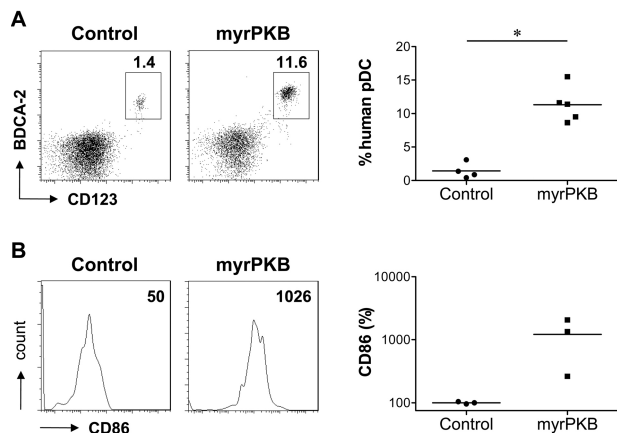 A
Control
myrPKB
1.4
11.6
BDCA-2
CD123
*
% human pDC
20
15
10
5
0
Control
myrPKB
B
Control
myrPKB
50
1026
count
CD86
CD86 (%)
10000
1000
100
Control
myrPKB